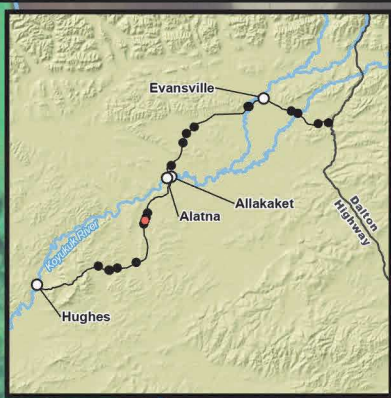 Evansville
Allakaket
Alatna
Dalton
Highway
Koyukuk River
Hughes